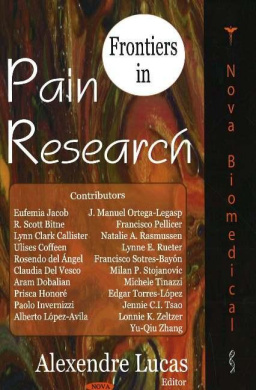 Frontiers
in
Pain
Research
Nova Biomedical
Contributors
Eufemia Jacob
R. Scott Bitne
Lynn Clark Callister
Ulises Coffeen
Rosendo del Ángel
Claudia Del Vesco
Aram Dobalian
Prisca Honoré
Paolo Invernizzi
Alberto López-Avila
J. Manuel Ortega-Legasp
Francisco Pellicer
Natalie A. Rasmussen
Lynne E. Rueter
Francisco Sotres-Bayón
Milan P. Stojanovic
Michele Tinazzi
Edgar Torres-López
Jennie C.I. Tsao
Lonnie K. Zeltzer
Yu-Qiu Zhang
Alexendre Lucas
Editor
NOVA